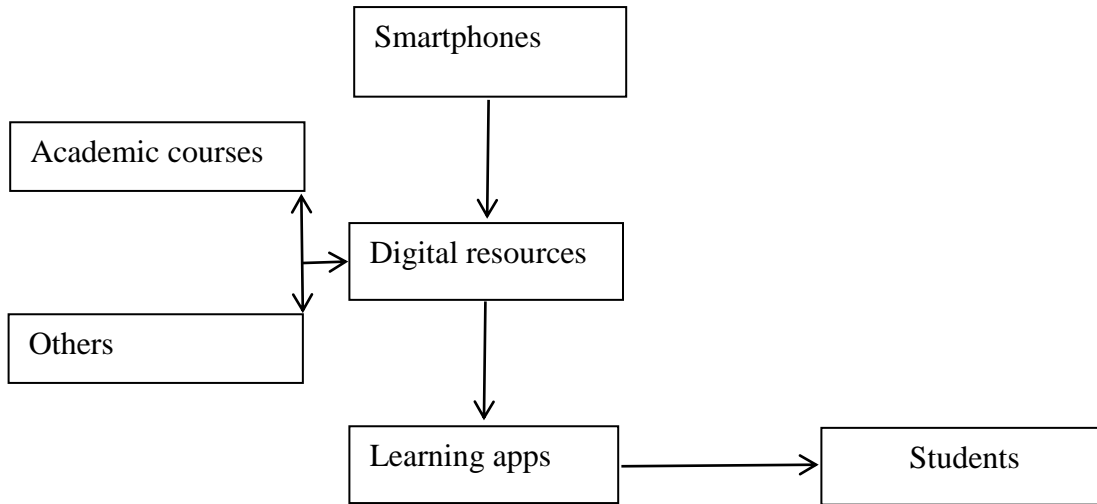 Smartphones
Academic courses
Digital resources
Others
Learning apps
Students